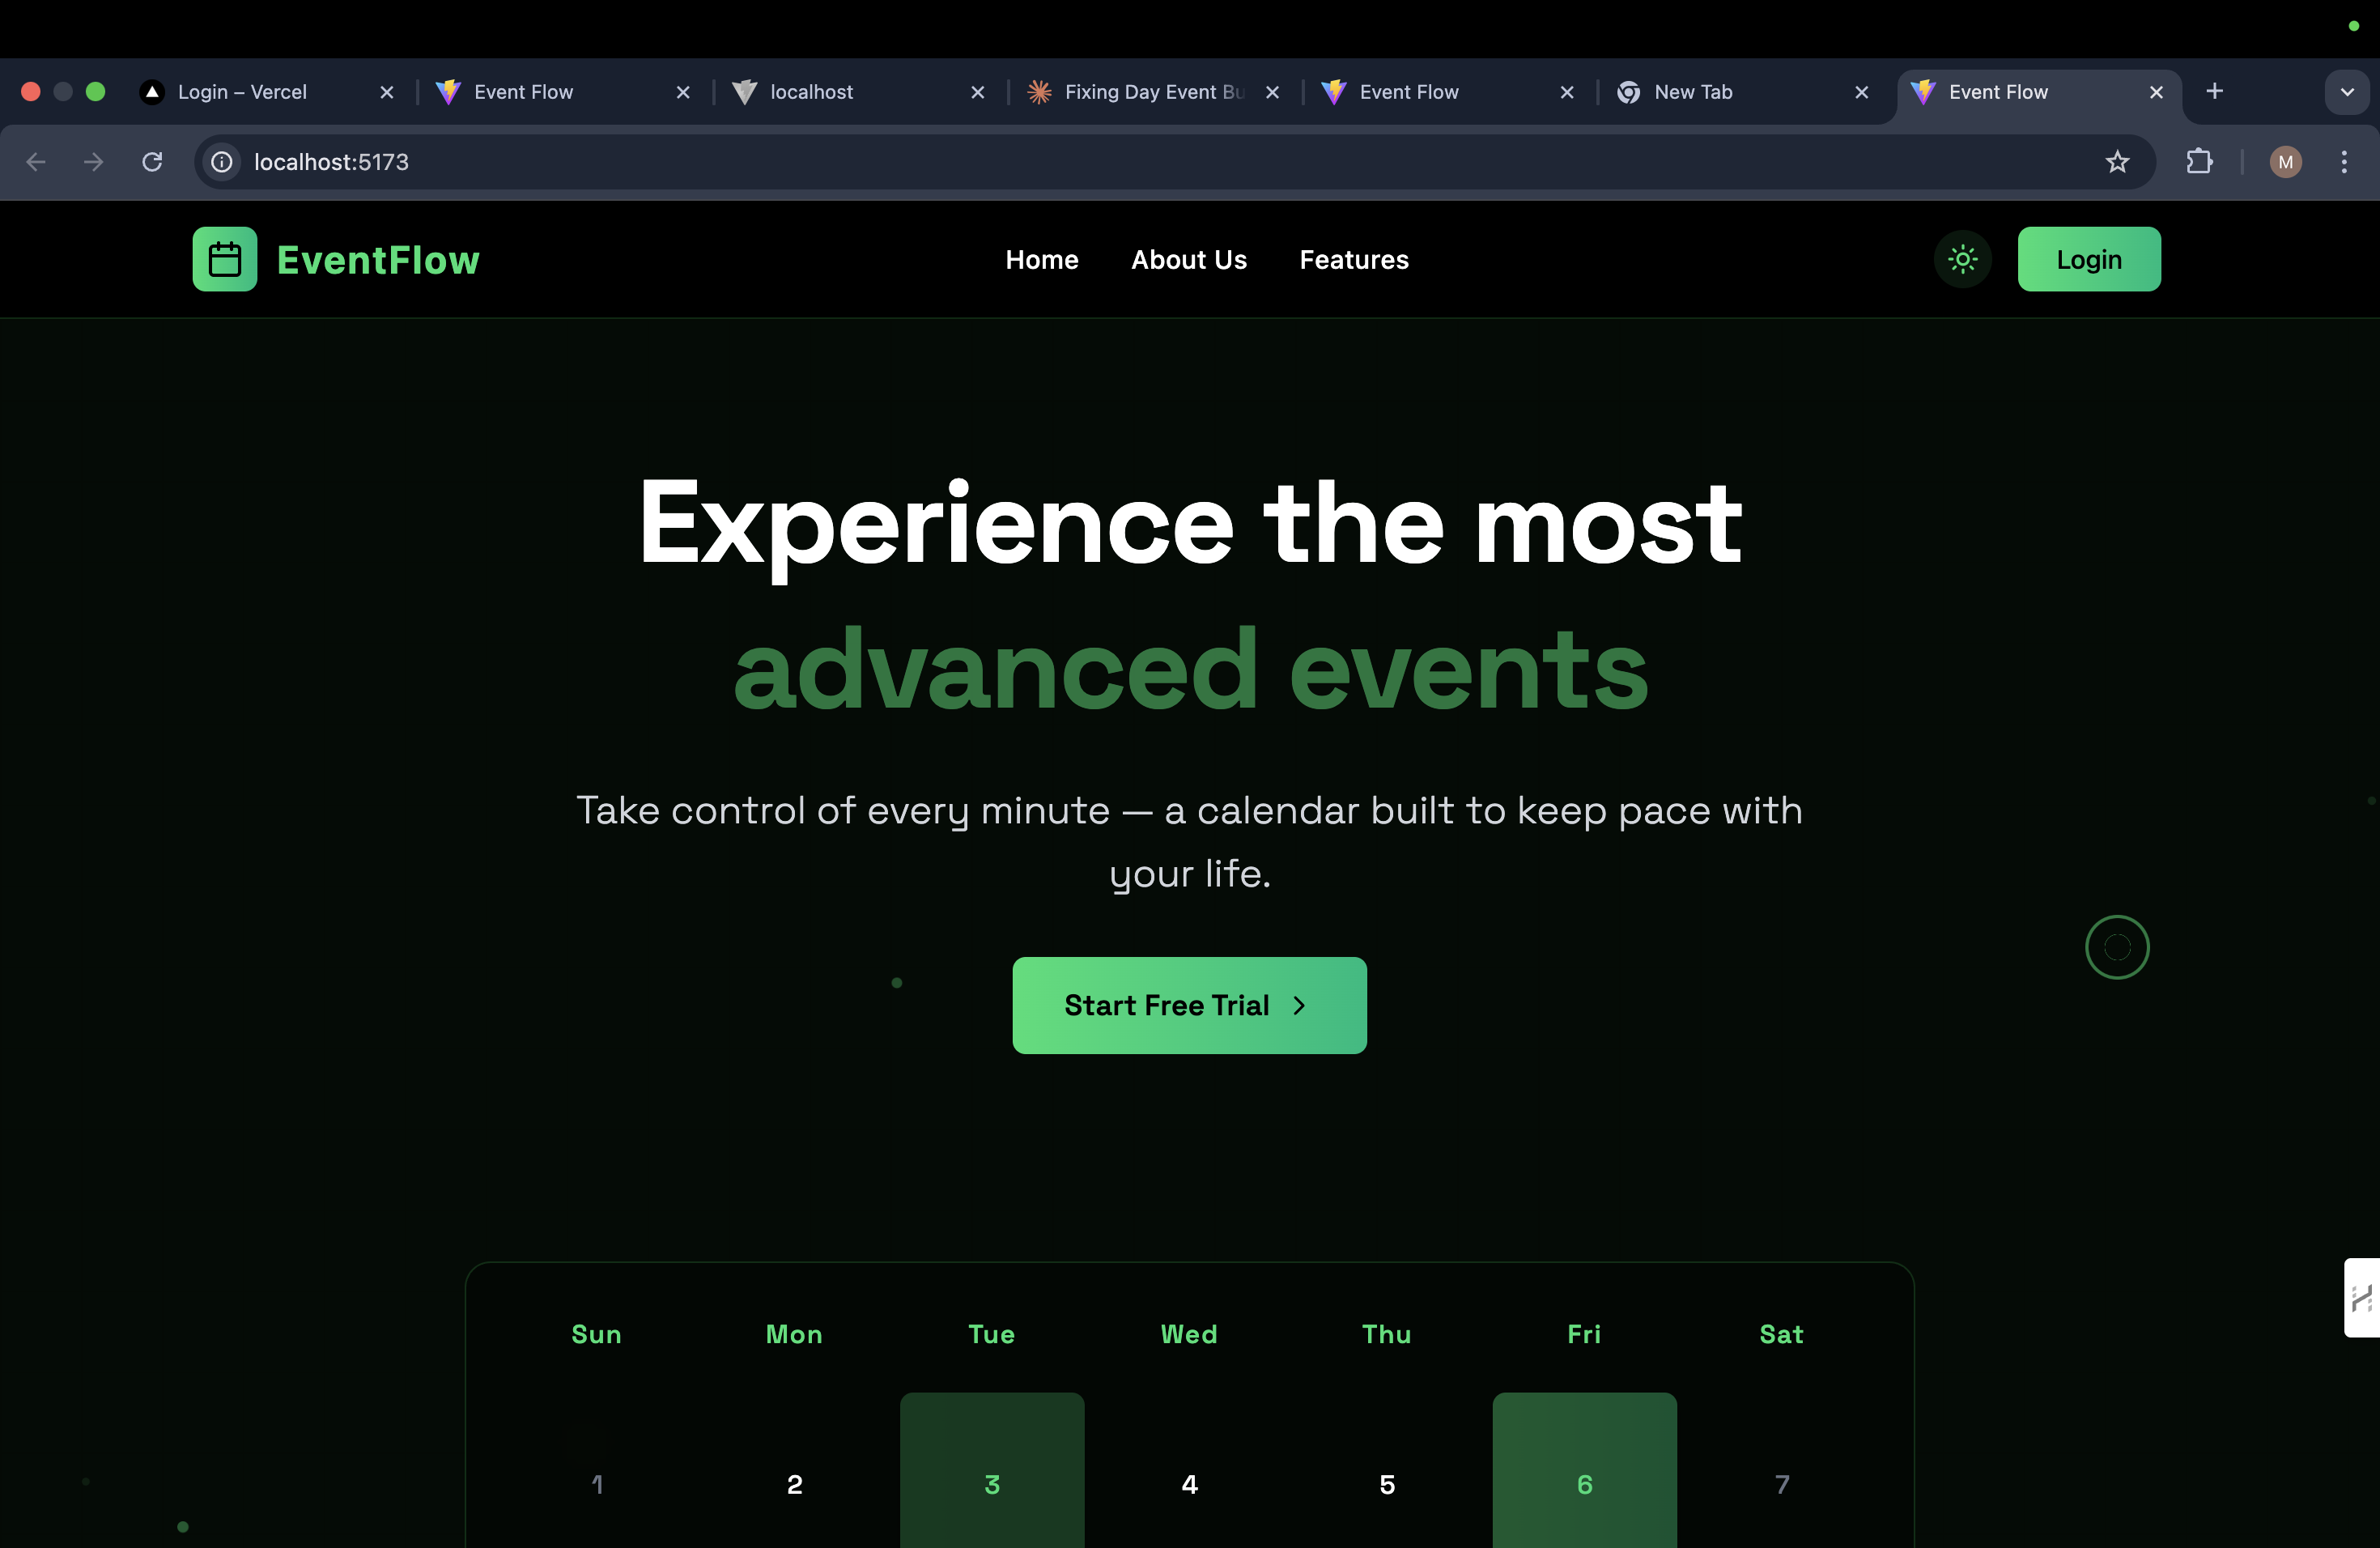 Login – Vercel
Event Flow
localhost
Fixing Day Event Bu
Event Flow
New Tab
Event Flow
localhost:5173
M
EventFlow
Home
About Us
Features
Login
Experience the most
advanced events
Take control of every minute — a calendar built to keep pace with
your life.
Start Free Trial
Sun Mon Tue Wed Thu Fri Sat
1 2 3 4 5 6 7